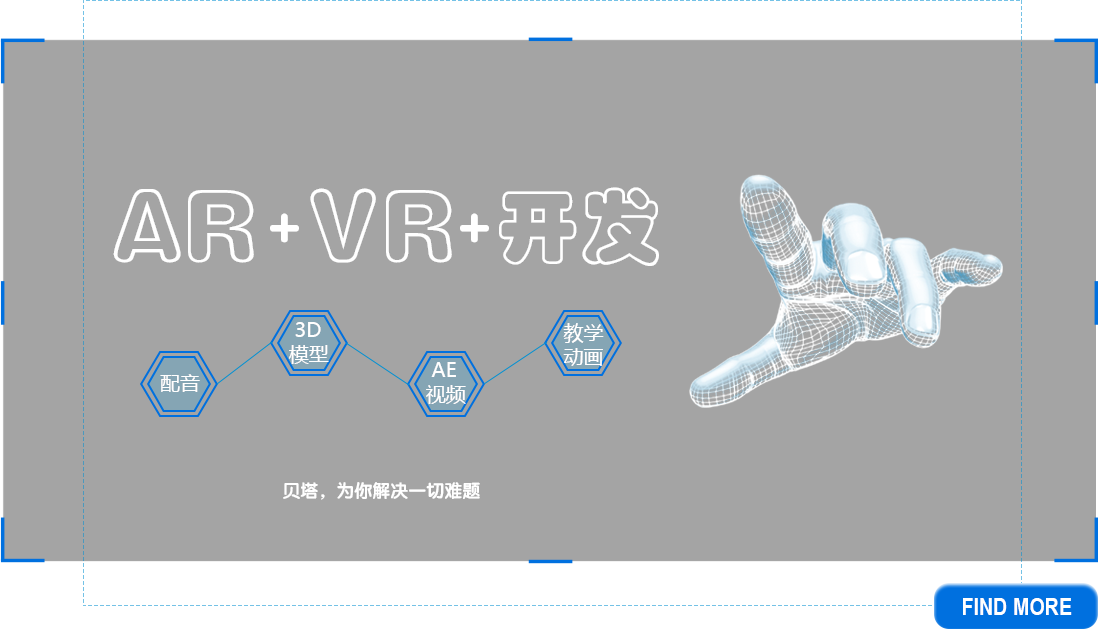 AR+VR+开发
配音
3D
模型
AE
视频
教学
动画
贝塔，为你解决一切难题
FIND MORE